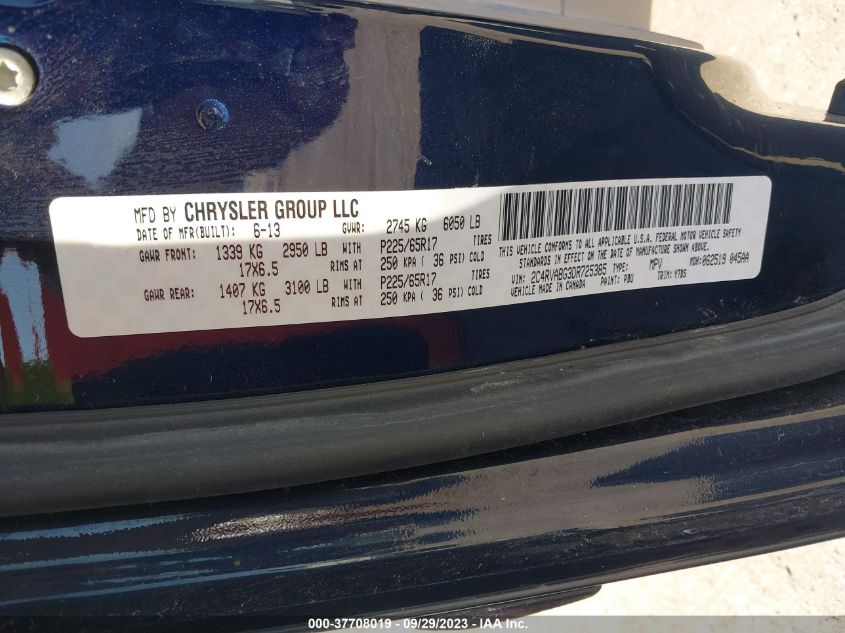 MFD BY CHRYSLER GROUP LLC
DATE OF MFR(BUILT): 6-13 GVWR: 2745 KG 6050 LB
GAWR FRONT: 1339 KG 2950 LB WITH P225/65R17 TIRES
17X6.5 RIMS AT 250 KPA ( 36 PSI) COLD
GAWR REAR: 1407 KG 3100 LB WITH P225/65R17 TIRES
17X6.5 RIMS AT 250 KPA ( 36 PSI) COLD
THIS VEHICLE CONFORMS TO ALL APPLICABLE U.S.A. FEDERAL MOTOR VEHICLE SAFETY
STANDARDS IN EFFECT ON THE DATE OF MANUFACTURE SHOWN ABOVE.
VIN: 2C4RVABG3DR725385 TYPE: MPV MDH: 062519 045AA
VEHICLE MADE IN CANADA PAINT: PBU TRIM: Y7DS
000-37708019 - 09/29/2023 - IAA Inc.